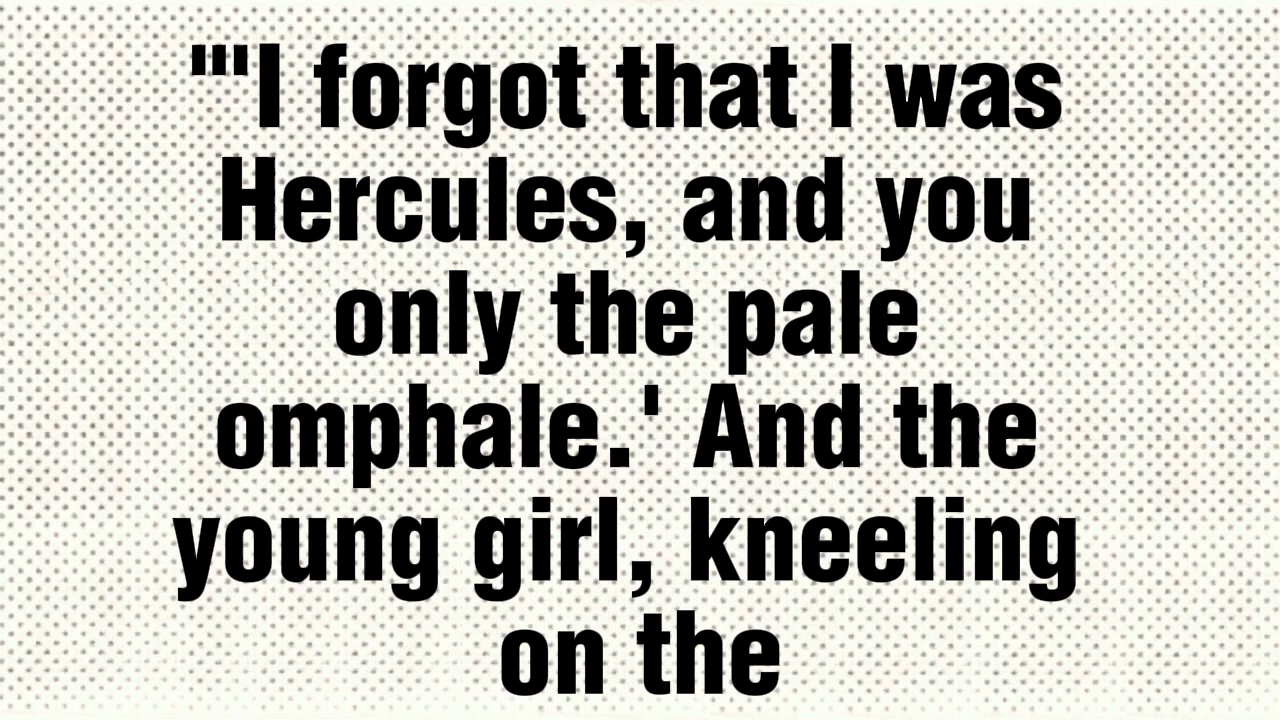 "'I forgot that I was
Hercules, and you
only the pale
omphale.' And the
young girl, kneeling
on the